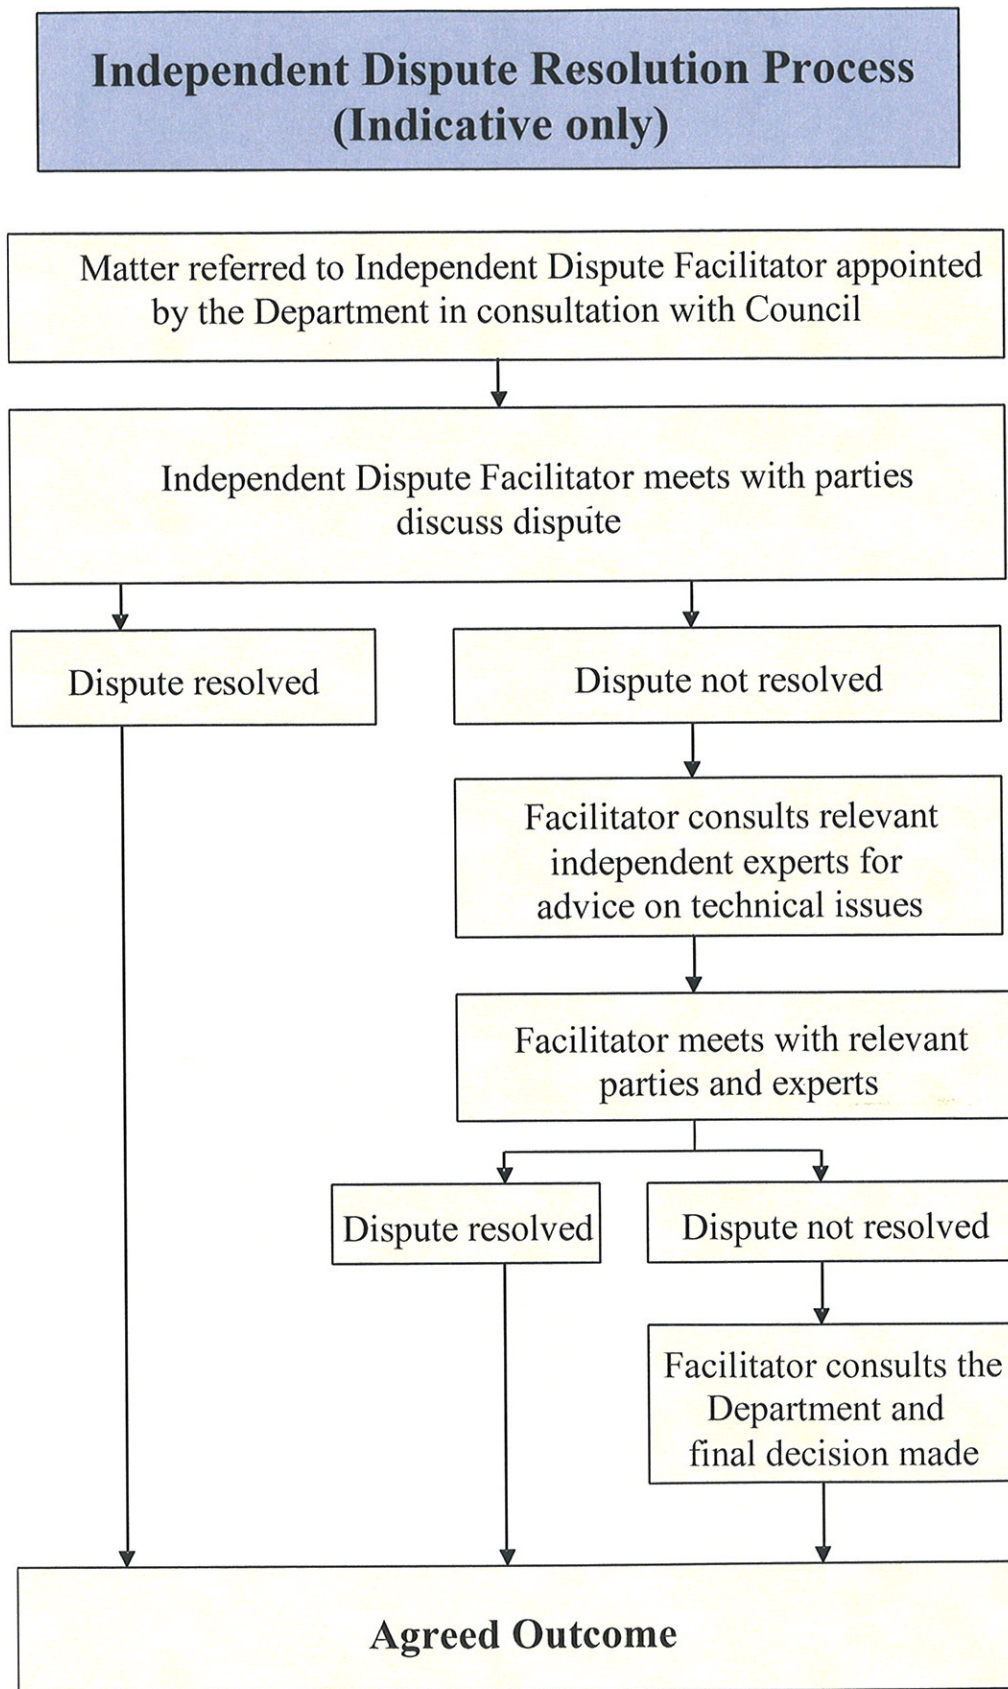 Independent Dispute Resolution Process
(Indicative only)
Matter referred to Independent Dispute Facilitator appointed
by the Department in consultation with Council
Independent Dispute Facilitator meets with parties
discuss dispute
Dispute resolved
Dispute not resolved
Facilitator consults relevant
independent experts for
advice on technical issues
Facilitator meets with relevant
parties and experts
Dispute resolved
Dispute not resolved
Facilitator consults the
Department and
final decision made
Agreed Outcome